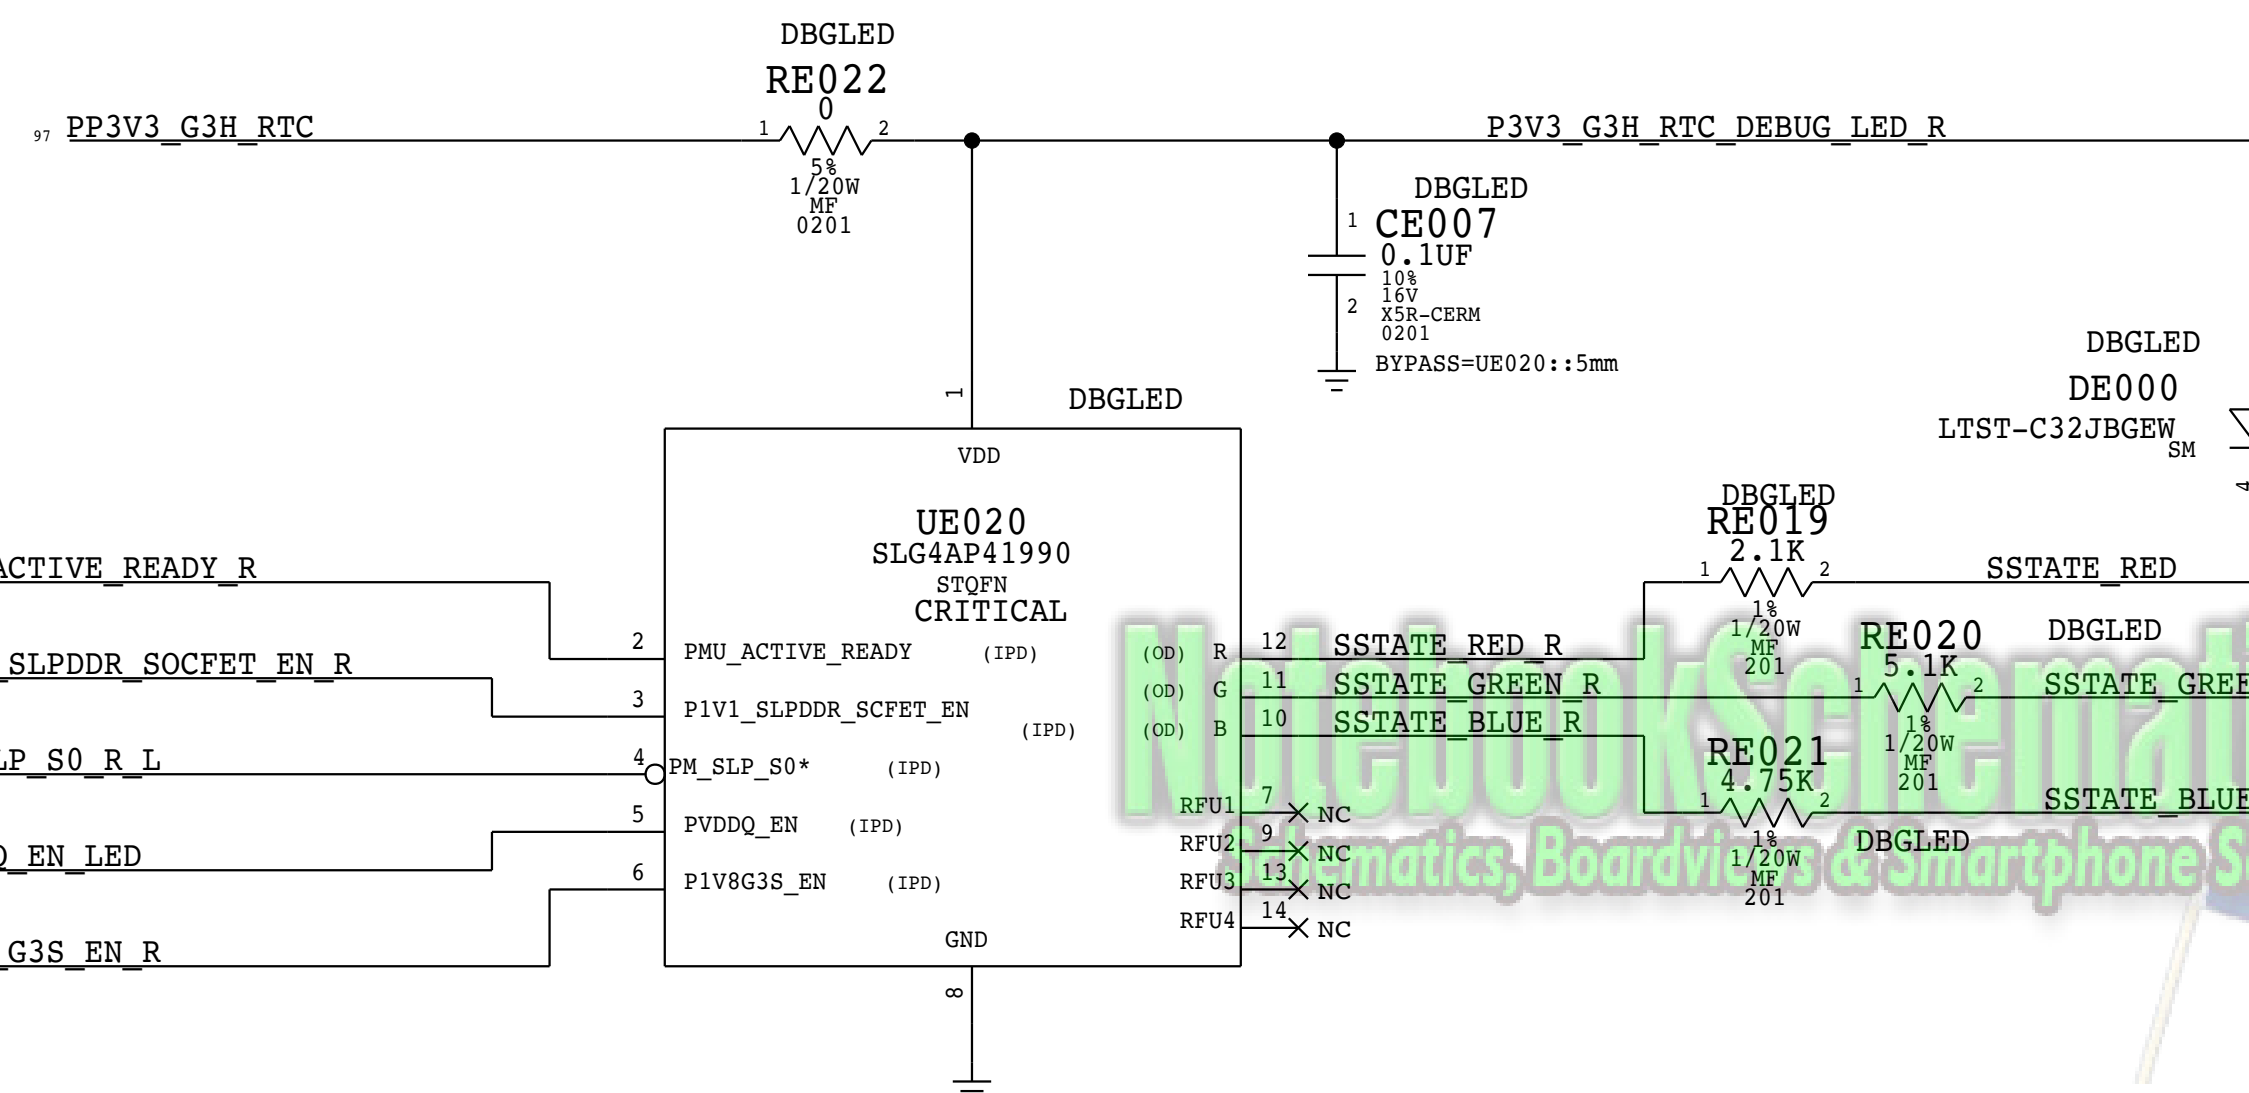 DBGLED
RE022
0
97 PP3V3_G3H_RTC
1
2
P3V3_G3H_RTC_DEBUG_LED_R
5%
1/20W
MF
0201
DBGLED
1
CE007
0.1UF
10%
16V
2
X5R-CERM
0201
BYPASS=UE020::5mm
DBGLED
DE000
LTST-C32JBGEW
SM
4
1
DBGLED
VDD
UE020
SLG4AP41990
STQFN
CRITICAL
DBGLED
RE019
2.1K
1
2
SSTATE_RED
1%
1/20W
MF
201
ACTIVE_READY_R
2
PMU_ACTIVE_READY (IPD)
(OD) R
12
SSTATE_RED_R
RE020
5.1K
DBGLED
_SLPDDR_SOCFET_EN_R
3
P1V1_SLPDDR_SCFET_EN
(IPD)
(OD) G
11
SSTATE_GREEN_R
1
2
SSTATE_GREE
1%
1/20W
MF
201
(OD) B
10
SSTATE_BLUE_R
RE021
4.75K
1
2
SSTATE_BLUE
1%
1/20W
MF
201
DBGLED
LP_S0_R_L
4
PM_SLP_S0* (IPD)
5
PVDDQ_EN (IPD)
Q_EN_LED
6
P1V8G3S_EN (IPD)
G3S_EN_R
RFU1
7
NC
RFU2
9
NC
RFU3
13
NC
RFU4
14
NC
GND
8
NotebookSchemati
Schematics, Boardviews & Smartphone S